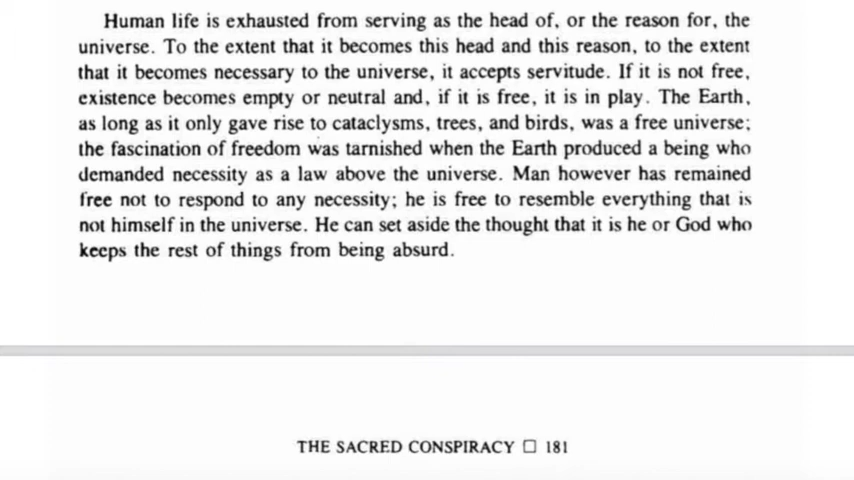 Human life is exhausted from serving as the head of, or the reason for, the
universe. To the extent that it becomes this head and this reason, to the extent
that it becomes necessary to the universe, it accepts servitude. If it is not free,
existence becomes empty or neutral and, if it is free, it is in play. The Earth,
as long as it only gave rise to cataclysms, trees, and birds, was a free universe;
the fascination of freedom was tarnished when the Earth produced a being who
demanded necessity as a law above the universe. Man however has remained
free not to respond to any necessity; he is free to resemble everything that is
not himself in the universe. He can set aside the thought that it is he or God who
keeps the rest of things from being absurd.
THE SACRED CONSPIRACY □ 181